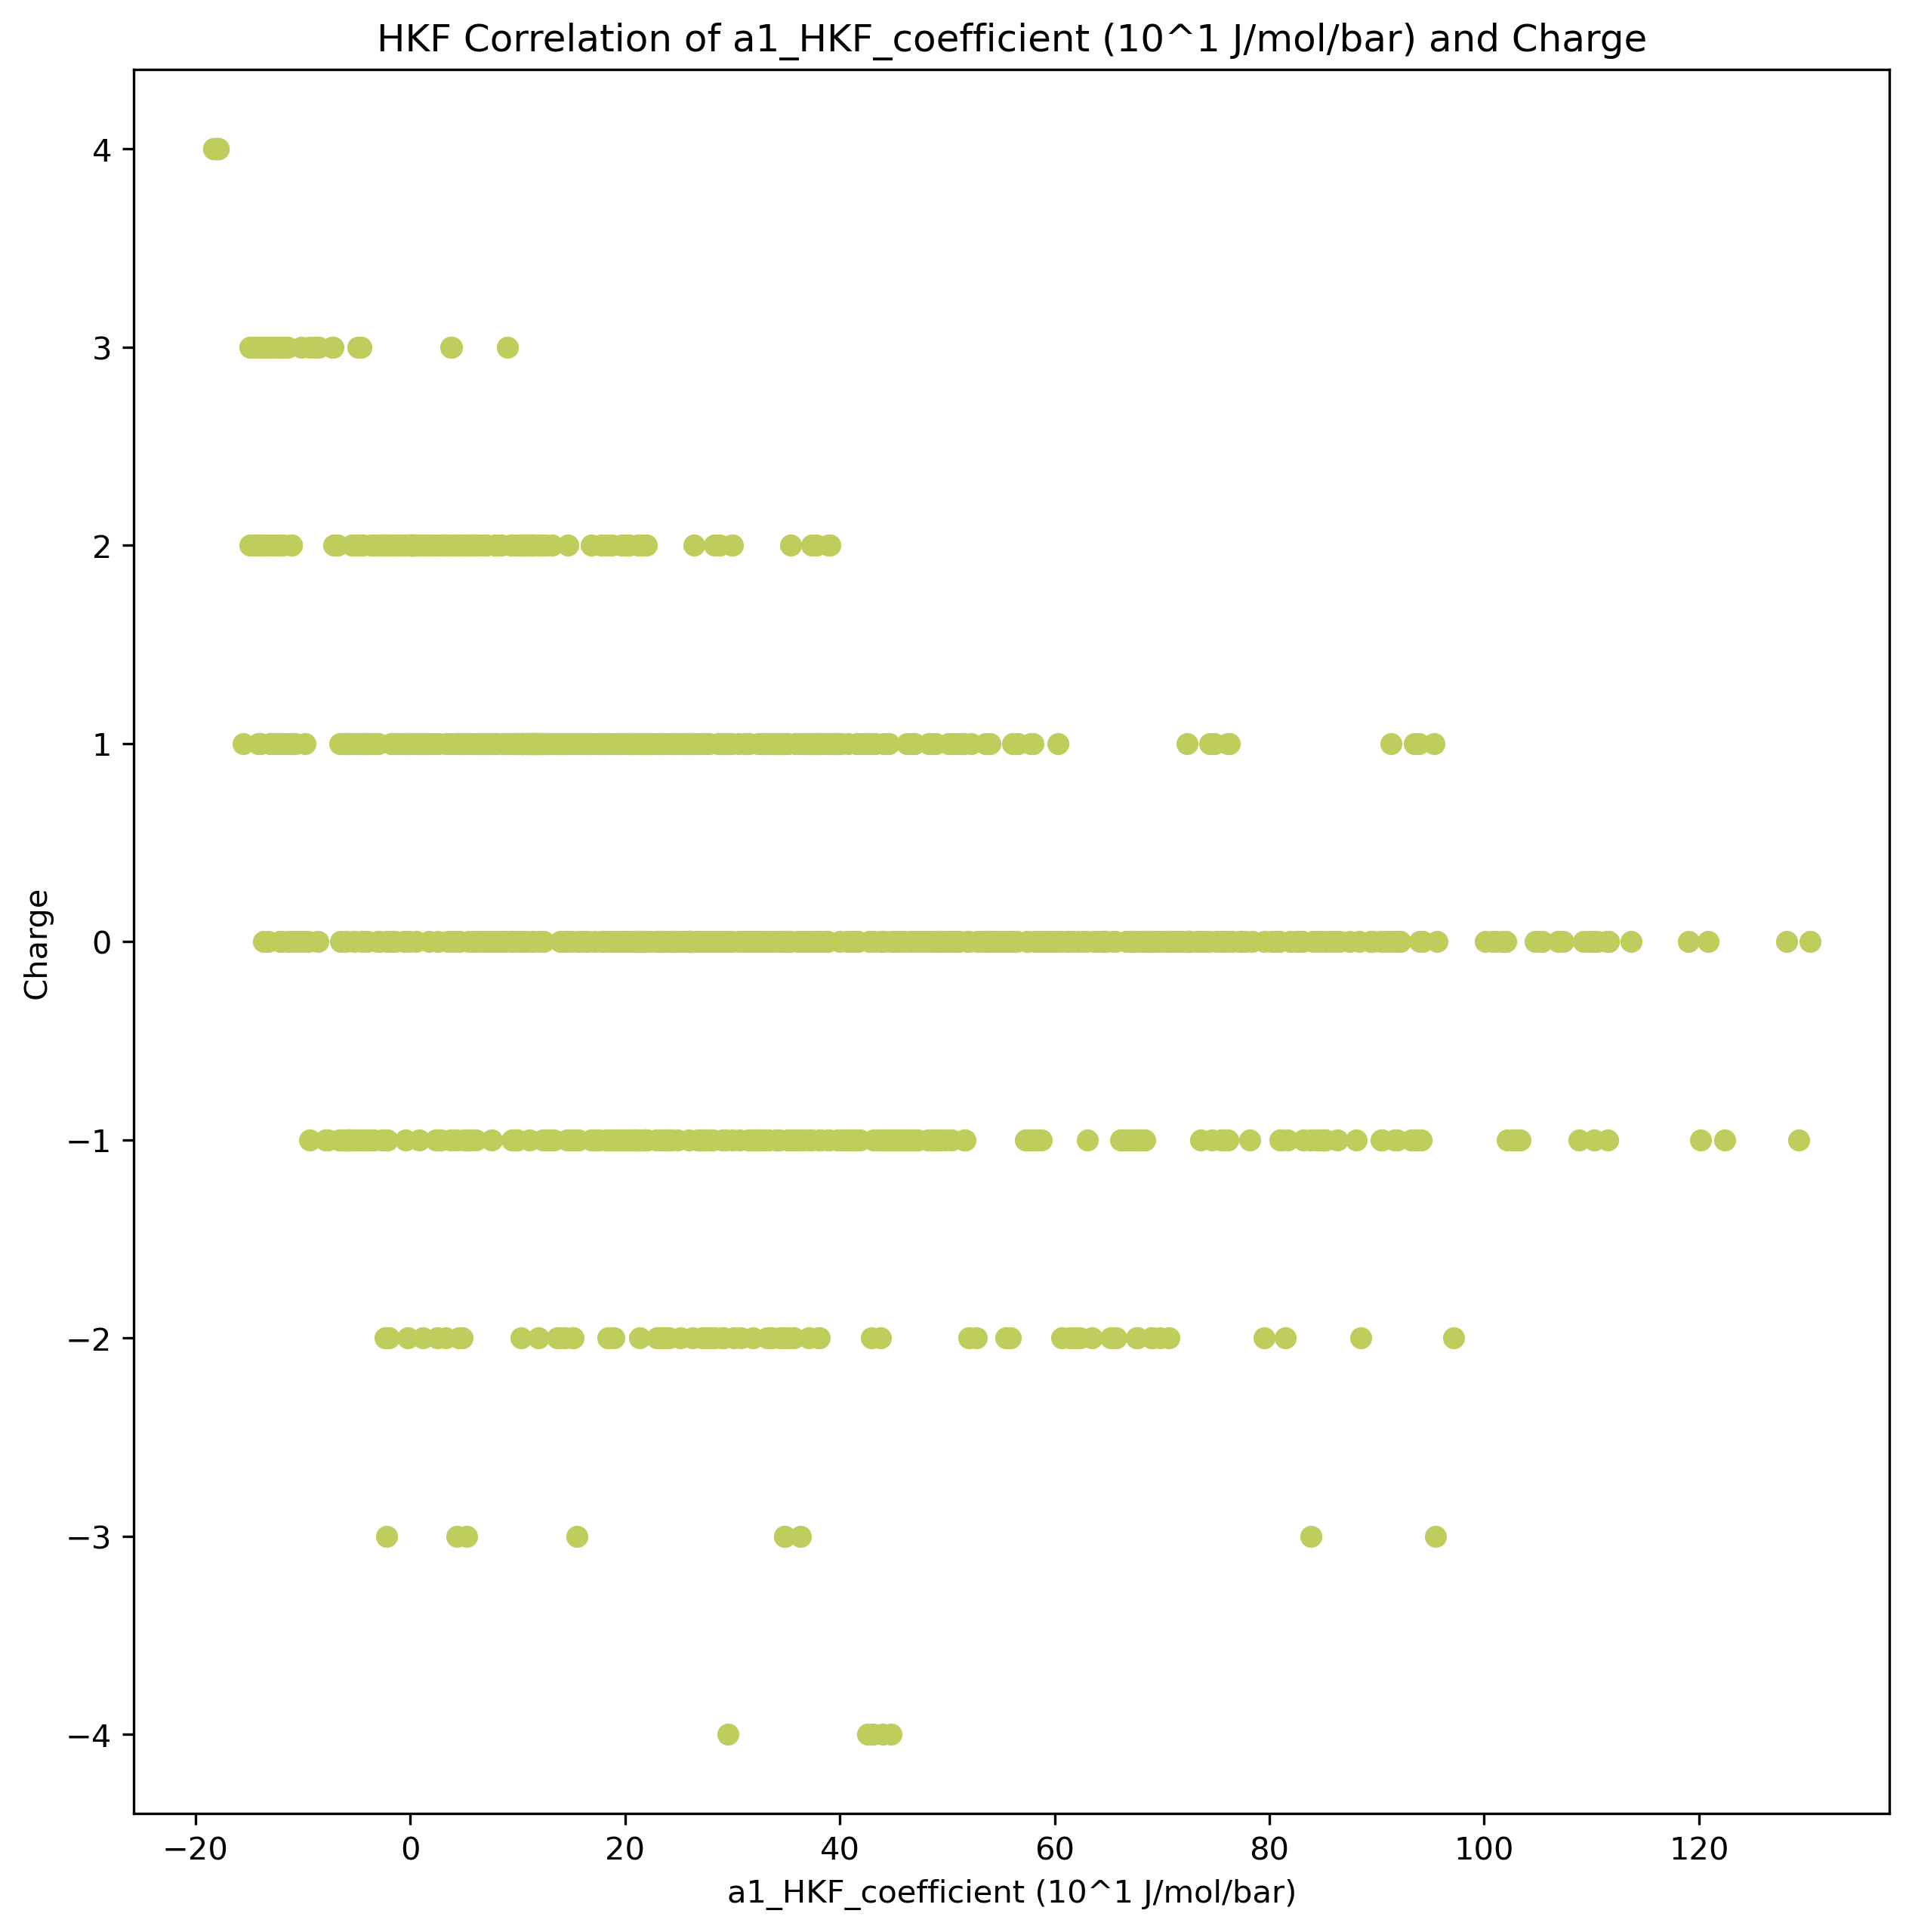 HKF Correlation of a1_HKF_coefficient (10^1 J/mol/bar) and Charge
4
3
2
1
0
−1
−2
−3
−4
Charge
−20 0 20 40 60 80 100 120
a1_HKF_coefficient (10^1 J/mol/bar)